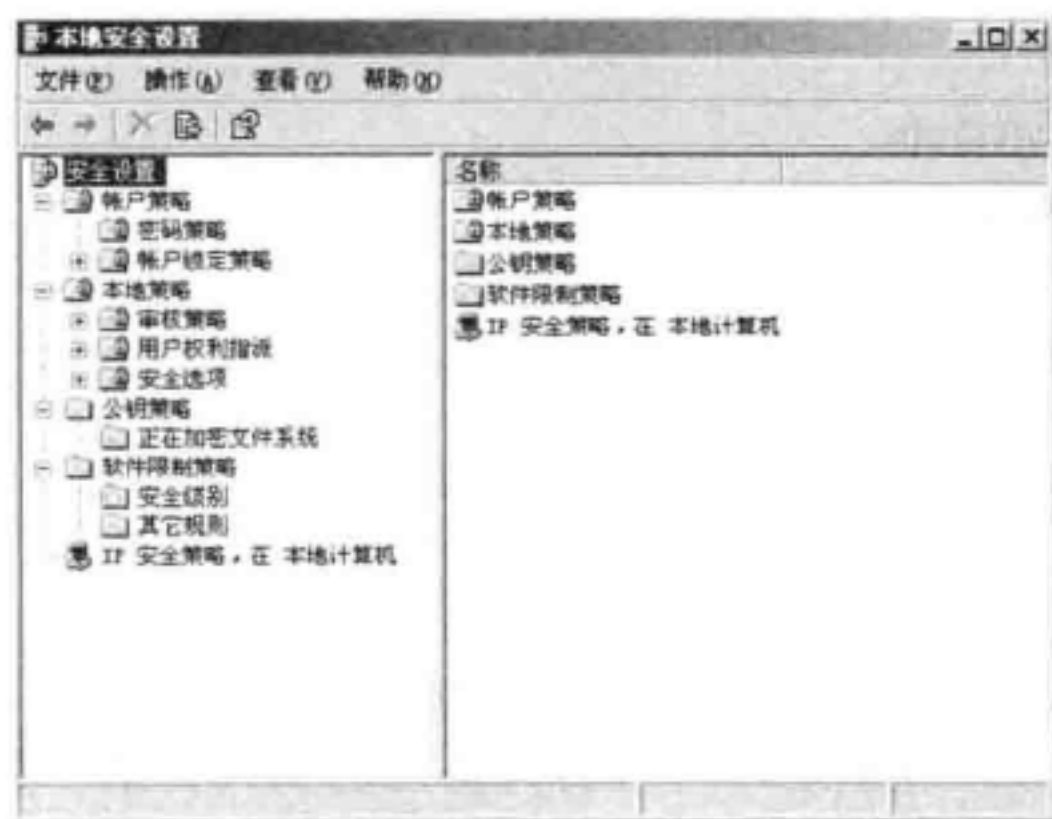 本地安全设置
文件(F) 操作(A) 查看(V) 帮助(H)
安全设置
帐户策略
密码策略
帐户锁定策略
本地策略
审核策略
用户权利指派
安全选项
公钥策略
正在加密文件系统
软件限制策略
安全级别
其它规则
IP 安全策略，在 本地计算机
名称
帐户策略
本地策略
公钥策略
软件限制策略
IP 安全策略，在 本地计算机